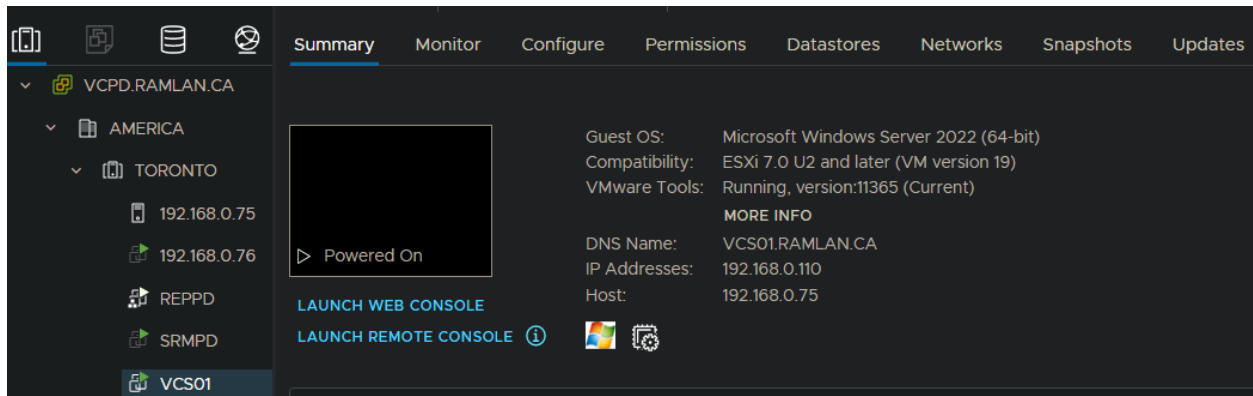 Summary Monitor Configure Permissions Datastores Networks Snapshots Updates
VCPD.RAMLAN.CA
AMERICA
TORONTO
192.168.0.75
192.168.0.76
REPPD
SRMPD
VCS01
Powered On
LAUNCH WEB CONSOLE
LAUNCH REMOTE CONSOLE
Guest OS: Microsoft Windows Server 2022 (64-bit)
Compatibility: ESXi 7.0 U2 and later (VM version 19)
VMware Tools: Running, version:11365 (Current)
MORE INFO
DNS Name: VCS01.RAMLAN.CA
IP Addresses: 192.168.0.110
Host: 192.168.0.75